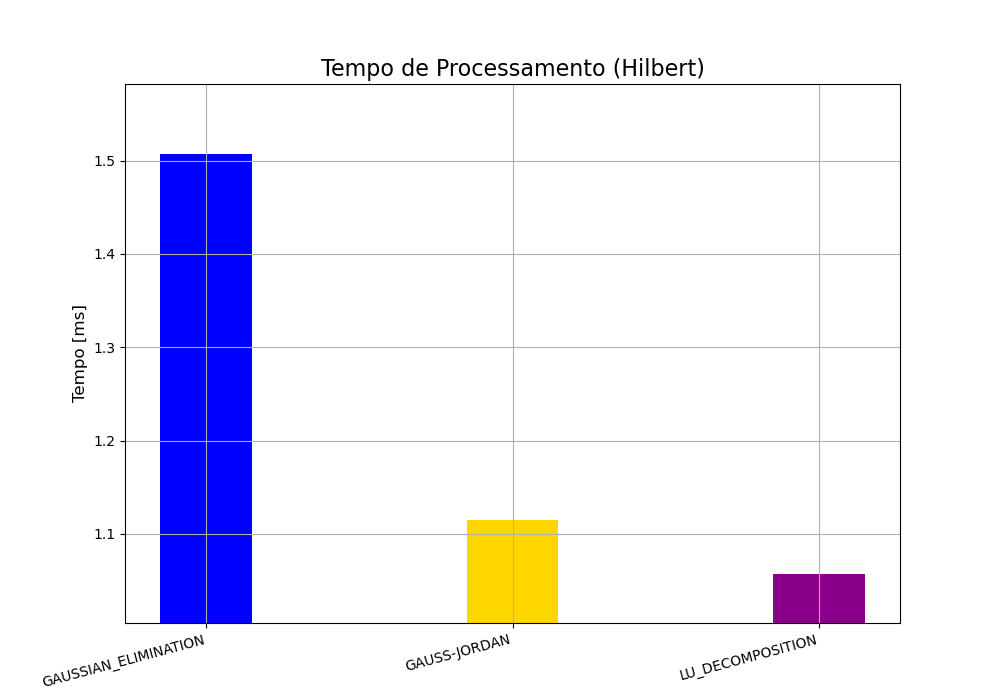 Tempo de Processamento (Hilbert)
Tempo [ms]
1.5
1.4
1.3
1.2
1.1
GAUSSIAN_ELIMINATION
GAUSS-JORDAN
LU_DECOMPOSITION